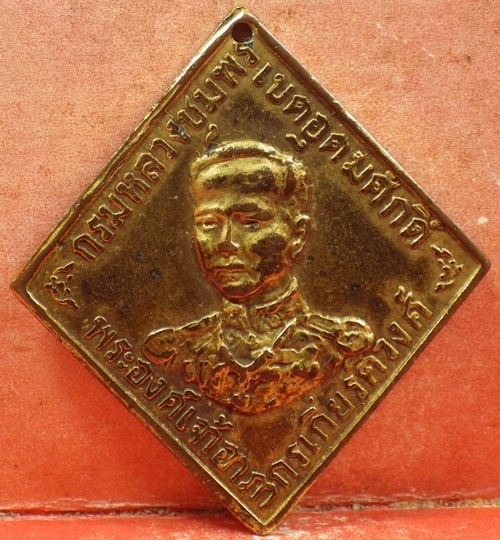 กรมหลวงชุมพรเขตอุดมศักดิ์
พระองค์เจ้าอาภากรเกียรติวงศ์